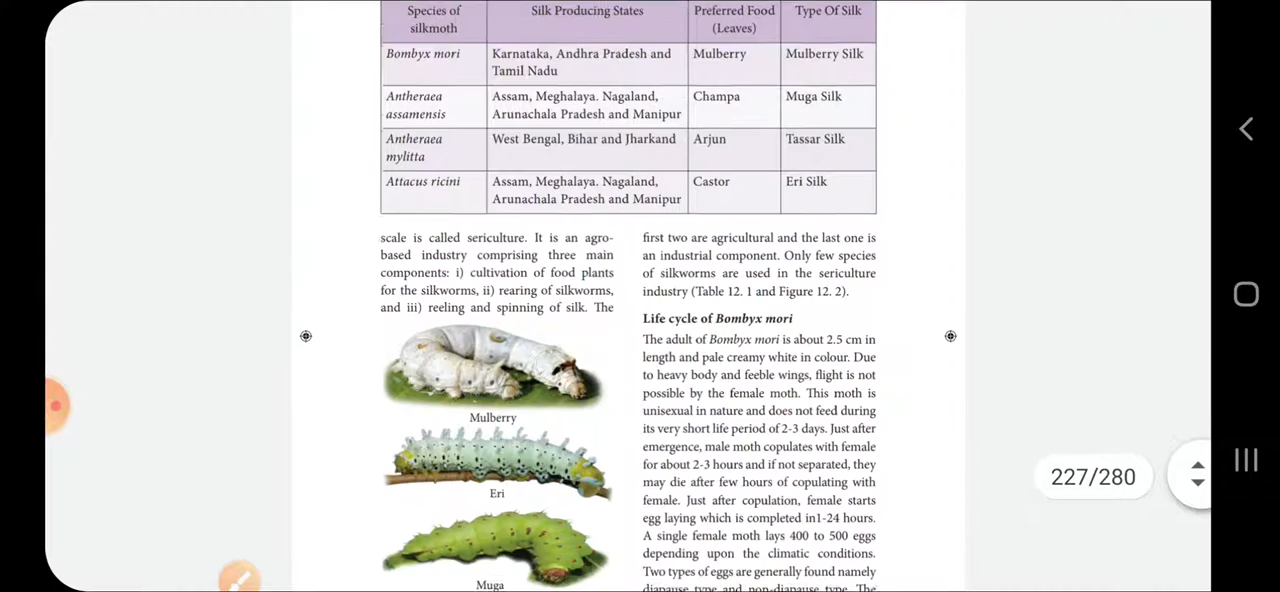 Species of silkmoth Silk Producing States Preferred Food (Leaves) Type Of Silk
Bombyx mori Karnataka, Andhra Pradesh and Tamil Nadu Mulberry Mulberry Silk
Antheraea assamensis Assam, Meghalaya. Nagaland, Arunachala Pradesh and Manipur Champa Muga Silk
Antheraea mylitta West Bengal, Bihar and Jharkand Arjun Tassar Silk
Attacus ricini Assam, Meghalaya. Nagaland, Arunachala Pradesh and Manipur Castor Eri Silk
scale is called sericulture. It is an agro-
based industry comprising three main
components: i) cultivation of food plants
for the silkworms, ii) rearing of silkworms,
and iii) reeling and spinning of silk. The
Mulberry
Eri
Muga
first two are agricultural and the last one is
an industrial component. Only few species
of silkworms are used in the sericulture
industry (Table 12. 1 and Figure 12. 2).
Life cycle of Bombyx mori
The adult of Bombyx mori is about 2.5 cm in
length and pale creamy white in colour. Due
to heavy body and feeble wings, flight is not
possible by the female moth. This moth is
unisexual in nature and does not feed during
its very short life period of 2-3 days. Just after
emergence, male moth copulates with female
for about 2-3 hours and if not separated, they
may die after few hours of copulating with
female. Just after copulation, female starts
egg laying which is completed in1-24 hours.
A single female moth lays 400 to 500 eggs
depending upon the climatic conditions.
Two types of eggs are generally found namely
diapause type and non-diapause type. The
227/280